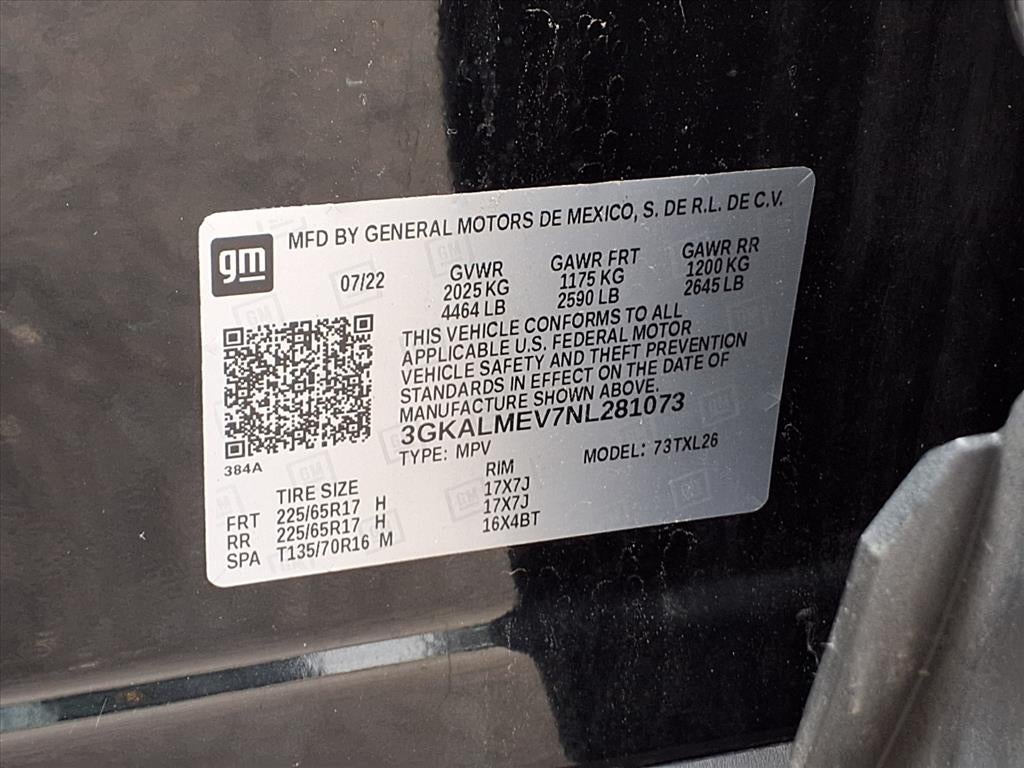 gm
MFD BY GENERAL MOTORS DE MEXICO, S. DE R.L. DE C.V.
07/22 GVWR GAWR FRT GAWR RR
2025 KG 1175 KG 1200 KG
4464 LB 2590 LB 2645 LB
THIS VEHICLE CONFORMS TO ALL
APPLICABLE U.S. FEDERAL MOTOR
VEHICLE SAFETY AND THEFT PREVENTION
STANDARDS IN EFFECT ON THE DATE OF
MANUFACTURE SHOWN ABOVE.
3GKALMEV7NL281073
384A
TYPE: MPV MODEL: 73TXL26
TIRE SIZE RIM
FRT 225/65R17 H 17X7J
RR 225/65R17 H 17X7J
SPA T135/70R16 M 16X4BT